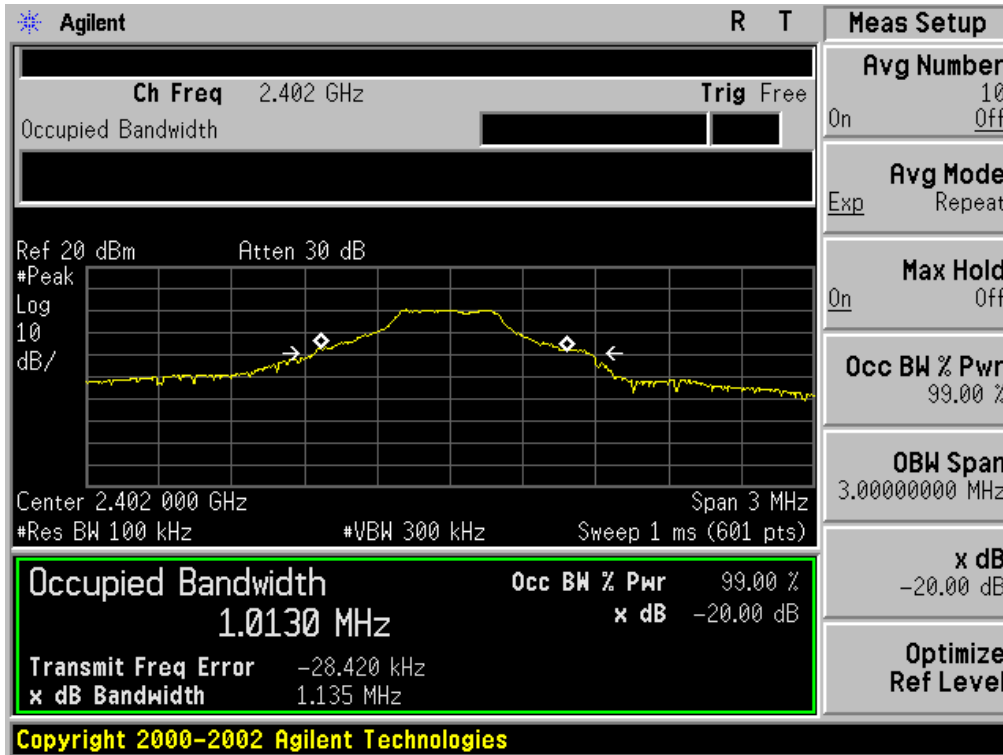 Agilent R T
Ch Freq 2.402 GHz Trig Free
Occupied Bandwidth
Ref 20 dBm Atten 30 dB
#Peak
Log
10
dB/
Center 2.402 000 GHz Span 3 MHz
#Res BW 100 kHz #VBW 300 kHz Sweep 1 ms (601 pts)
Occupied Bandwidth
1.0130 MHz
Occ BW % Pwr 99.00 %
x dB -20.00 dB
Transmit Freq Error -28.420 kHz
x dB Bandwidth 1.135 MHz
Copyright 2000-2002 Agilent Technologies
Meas Setup
Avg Number
10
On Off
Avg Mode
Exp Repeat
Max Hold
On Off
Occ BW % Pwr
99.00 %
OBW Span
3.00000000 MHz
x dB
-20.00 dB
Optimize
Ref Level